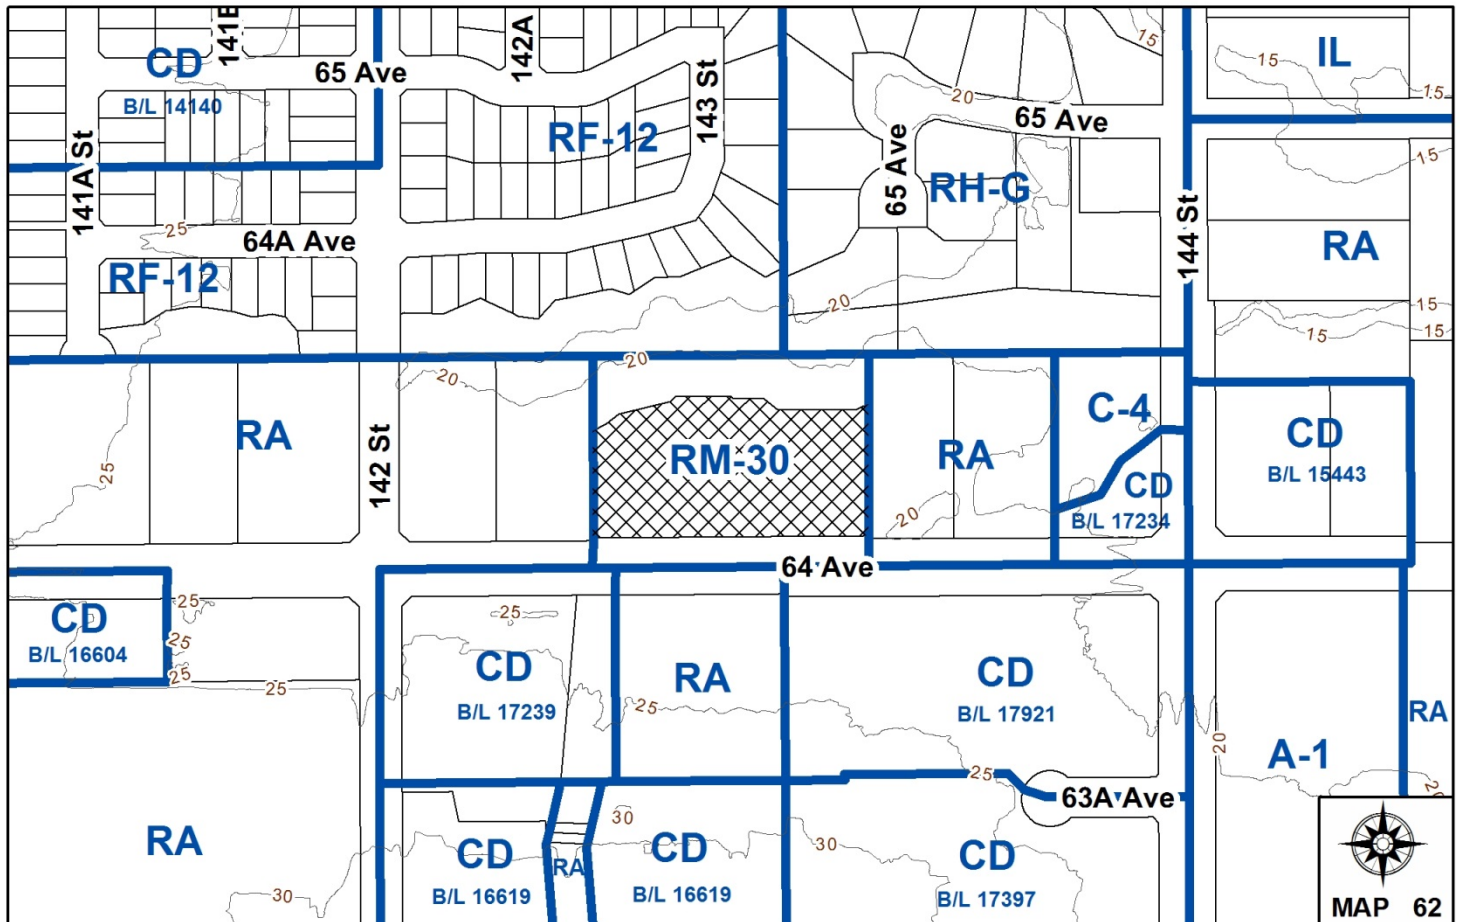 141B
142A
15
CD
65 Ave
143 St
15
IL
B/L 14140
20
65 Ave
15
RF-12
141A St
65 Ave
RH-G
15
144 St
25
64A Ave
RA
RF-12
20
15
15
15
20
20
C-4
RA
142 St
RM-30
RA
CD
B/L 15443
25
CD
20
B/L 17234
64 Ave
CD
B/L 16604
25
25
25
25
25
CD
B/L 17239
RA
25
CD
B/L 17921
RA
20
A-1
25
63A Ave
20
RA
30
30
30
CD
B/L 16619
RA
CD
B/L 16619
CD
B/L 17397
MAP 62